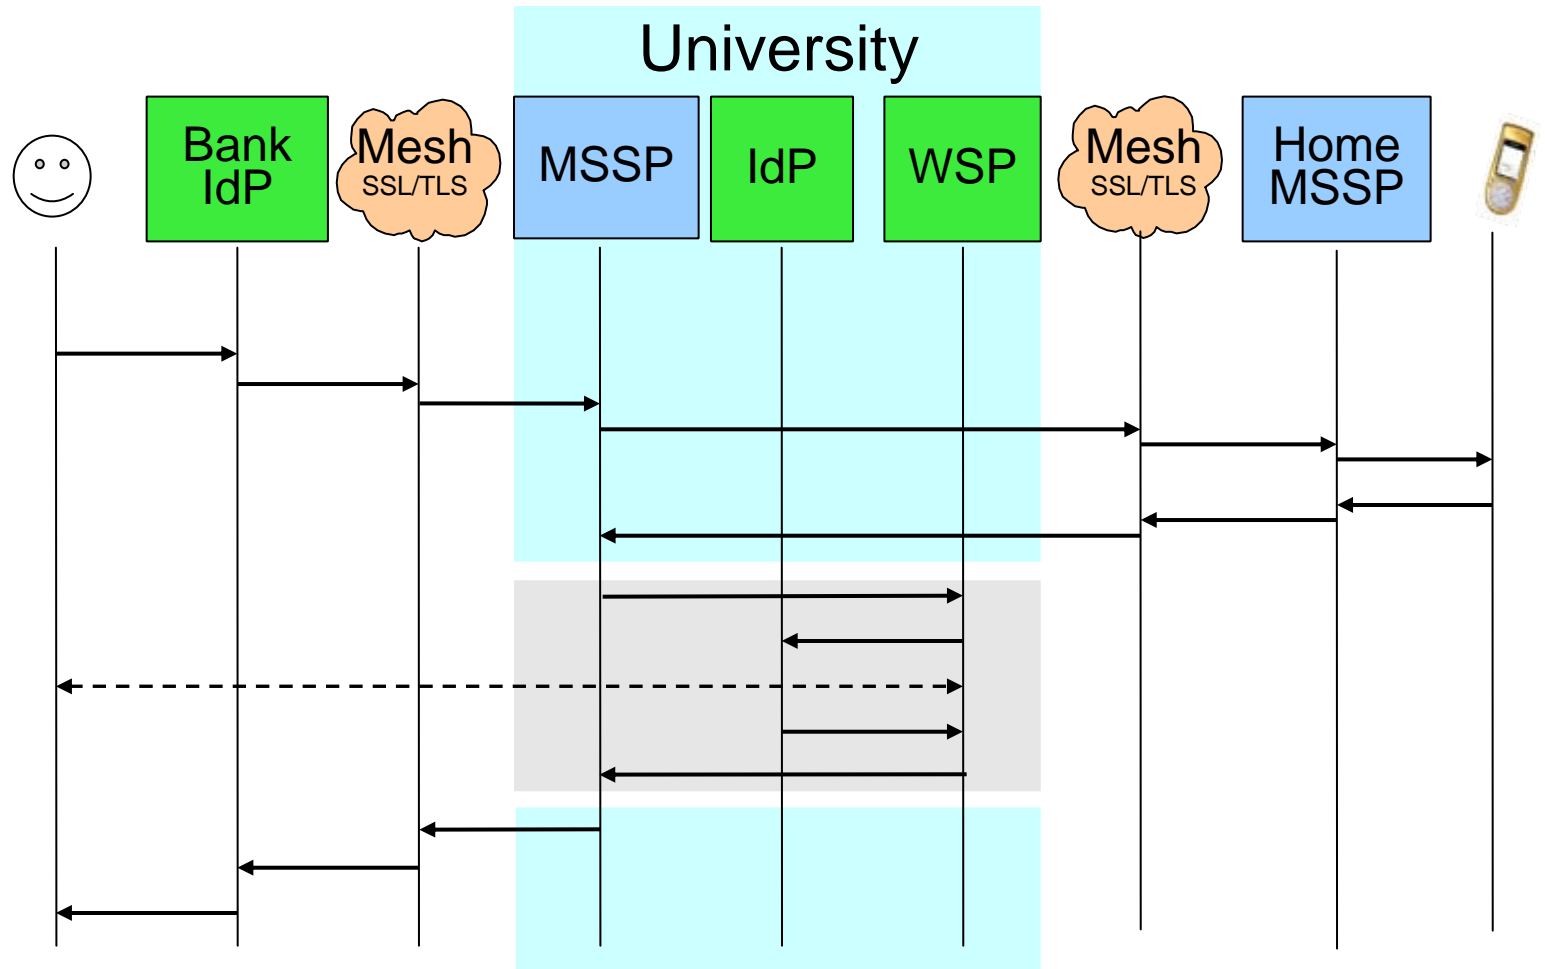 University
Bank
IdP
Mesh
SSL/TLS
MSSP
IdP
WSP
Mesh
SSL/TLS
Home
MSSP